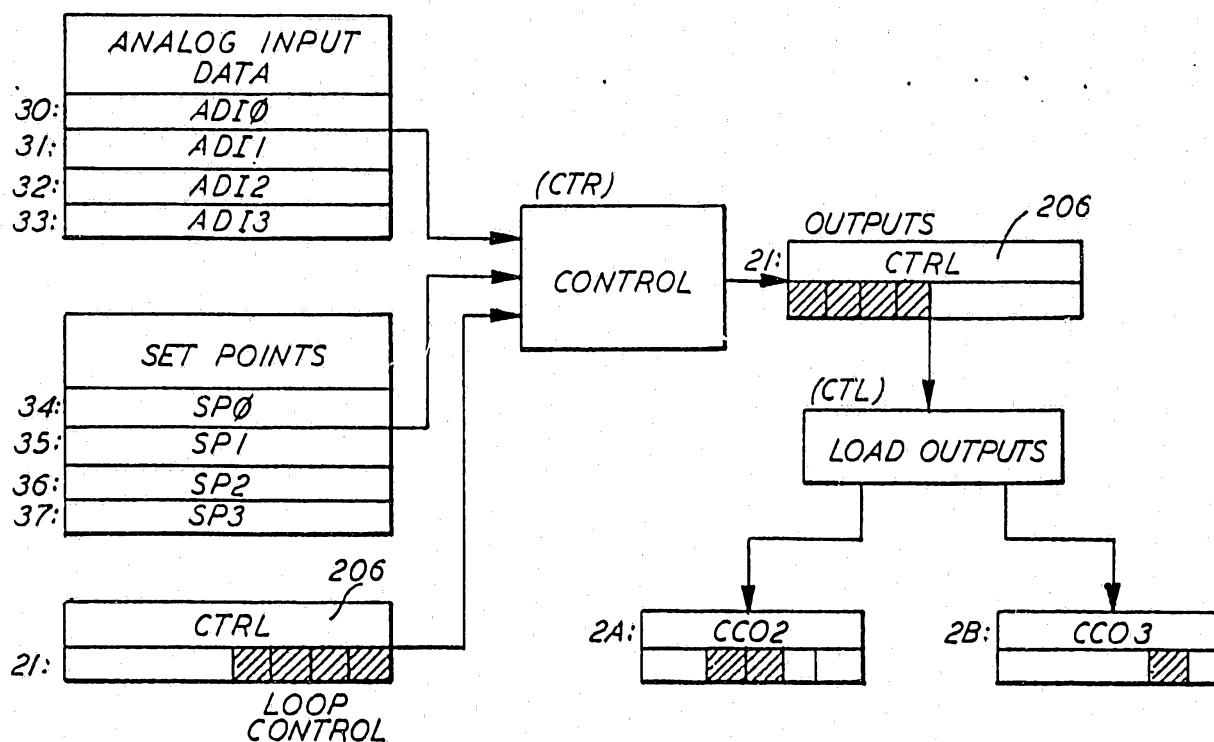 ANALOG INPUT
DATA
30: ADIØ
31: ADI1
32: ADI2
33: ADI3
SET POINTS
34: SPØ
35: SP1
36: SP2
37: SP3
206
CTRL
21:
LOOP
CONTROL
(CTR)
CONTROL
OUTPUTS
206
21: CTRL
(CTL)
LOAD OUTPUTS
2A: CCO2
2B: CCO3